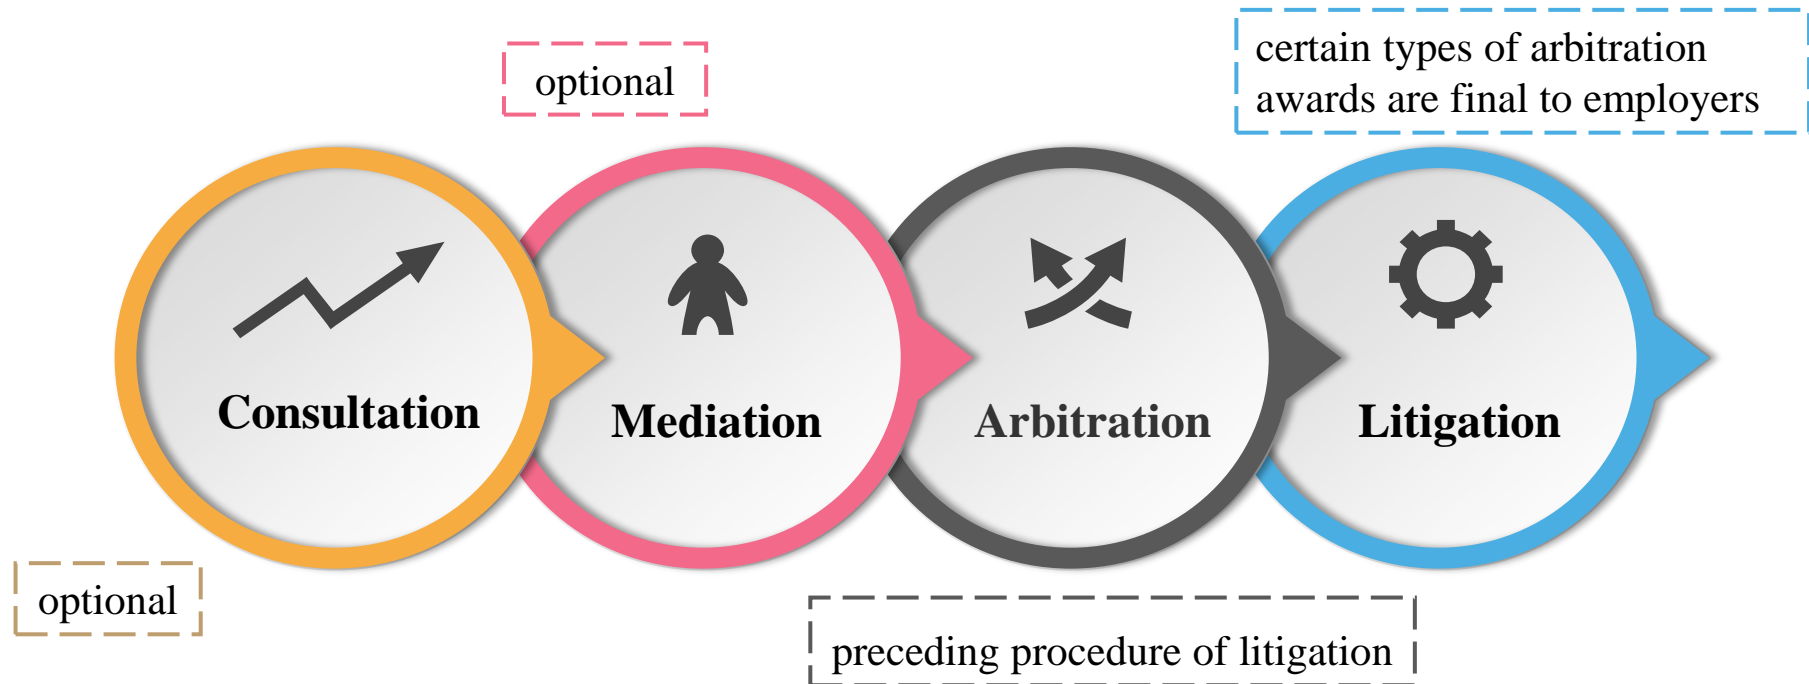 certain types of arbitration
awards are final to employers
optional
Consultation
Mediation
Arbitration
Litigation
optional
preceding procedure of litigation